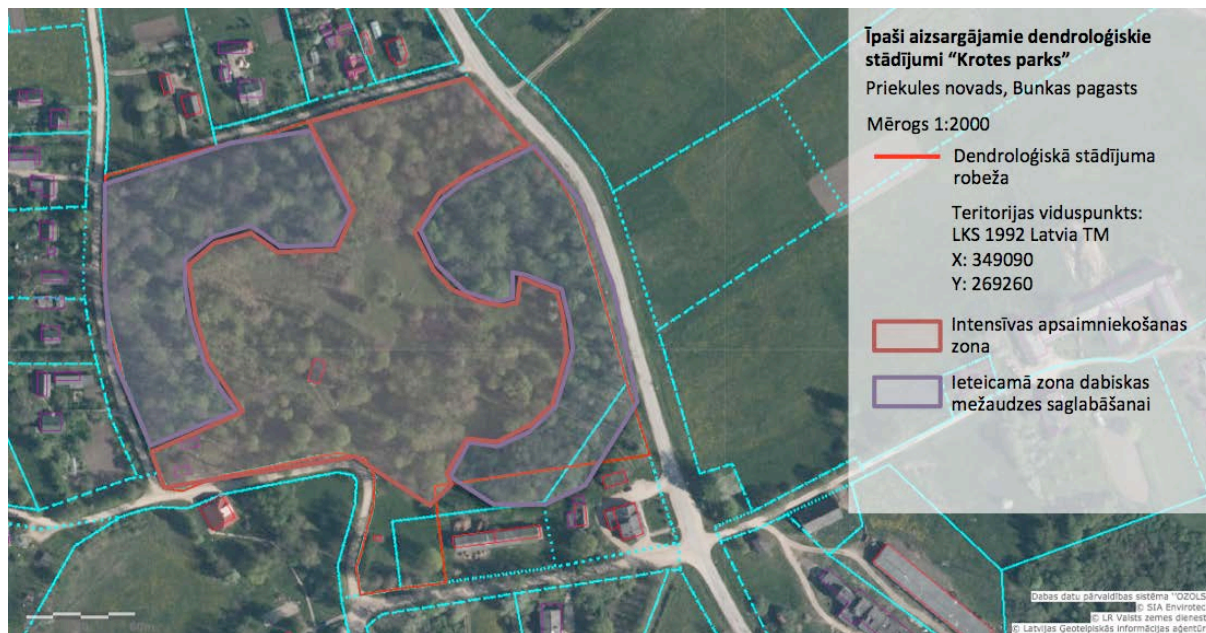 Īpaši aizsargājamie dendroloģiskie
stādījumi “Krotes parks”
Priekules novads, Bunkas pagasts
Mērogs 1:2000
Dendroloģiskā stādījuma
robeža
Teritorijas viduspunkts:
LKS 1992 Latvia TM
X: 349090
Y: 269260
Intensīvas apsaimniekošanas
zona
Ieteicamā zona dabiskas
mežaudzes saglabāšanai
Dabas datu pārvaldības sistēma "OZOLS
© SIA Envirotec
© LR Valsts zemes dienest
© Latvijas Ģeotelpiskās informācijas aģentūr